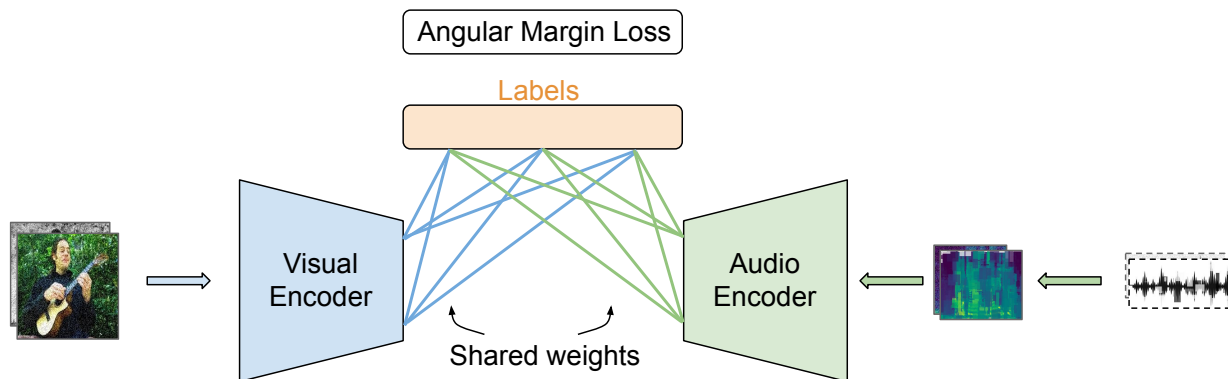 Angular Margin Loss
Labels
Visual
Encoder
Audio
Encoder
Shared weights